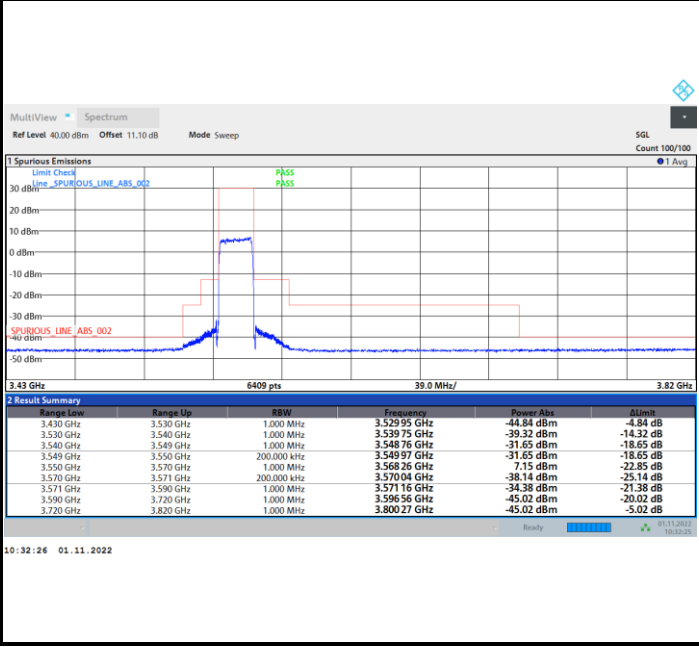 MultiView Spectrum
Ref Level 40.00 dBm Offset 11.10 dB Mode Sweep SGL
Count 100/100
1 Spurious Emissions 1 Avg
Limit Check PASS
Line _SPURIOUS_LINE_ABS_002 PASS
30 dBm
20 dBm
10 dBm
0 dBm
-10 dBm
-20 dBm
-30 dBm
_SPURIOUS_LINE_ABS_002
-40 dBm
-50 dBm
3.43 GHz 6409 pts 39.0 MHz/ 3.82 GHz
2 Result Summary
Range Low Range Up RBW Frequency Power Abs ΔLimit
3.430 GHz 3.530 GHz 1.000 MHz 3.529 95 GHz -44.84 dBm -4.84 dB
3.530 GHz 3.540 GHz 1.000 MHz 3.539 75 GHz -39.32 dBm -14.32 dB
3.540 GHz 3.549 GHz 1.000 MHz 3.548 76 GHz -31.65 dBm -18.65 dB
3.549 GHz 3.550 GHz 200.000 kHz 3.549 97 GHz -31.65 dBm -18.65 dB
3.550 GHz 3.570 GHz 1.000 MHz 3.568 26 GHz 7.15 dBm -22.85 dB
3.570 GHz 3.571 GHz 200.000 kHz 3.570 04 GHz -38.14 dBm -25.14 dB
3.571 GHz 3.590 GHz 1.000 MHz 3.571 16 GHz -34.38 dBm -21.38 dB
3.590 GHz 3.720 GHz 1.000 MHz 3.596 56 GHz -45.02 dBm -20.02 dB
3.720 GHz 3.820 GHz 1.000 MHz 3.800 27 GHz -45.02 dBm -5.02 dB
Ready 01.11.2022
10:32:25
10:32:26 01.11.2022